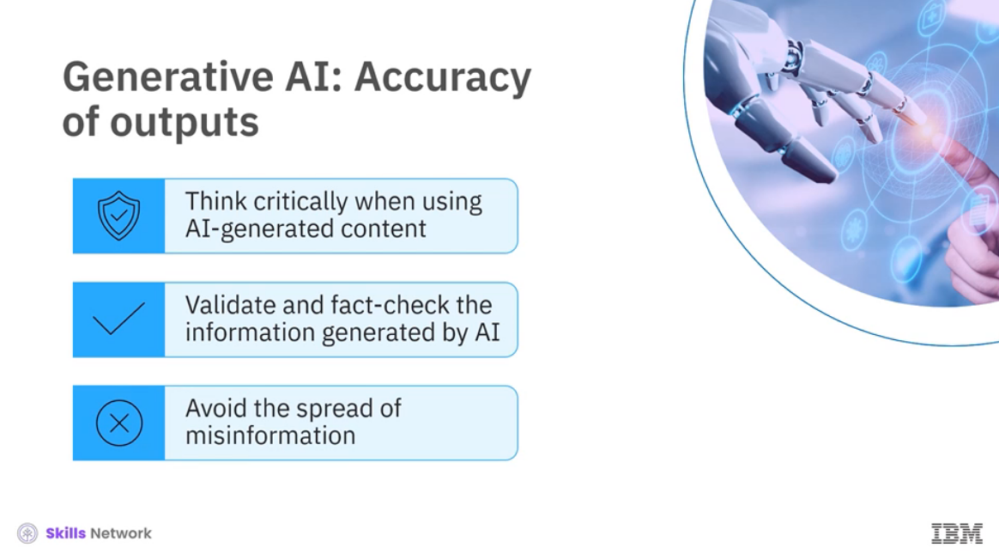 Generative AI: Accuracy
of outputs
Think critically when using
AI-generated content
Validate and fact-check the
information generated by AI
Avoid the spread of
misinformation
Skills Network
IBM